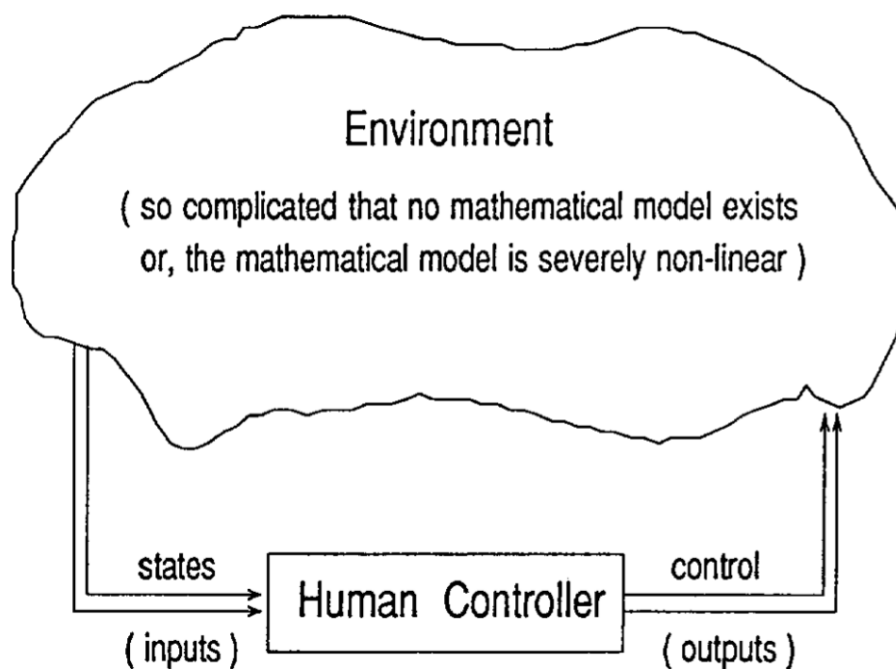 Environment
( so complicated that no mathematical model exists
or, the mathematical model is severely non-linear )
states
control
Human Controller
( inputs )
( outputs )